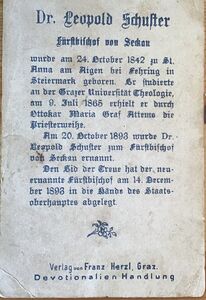 Dr. Leopold Schuster
Fürstbischof von Seckau
wurde am 24. Oktober 1842 zu St.
Anna am Aigen bei Fehring in
Steiermark geboren. Er studierte
an der Grazer Universität Theologie,
am 9. Juli 1865 erhielt er durch
Ottokar Maria Graf Attems die
Priesterweihe.
Am 20. Oktober 1893 wurde Dr.
Leopold Schuster zum Fürstbischof
von Seckau ernannt.
Den Eid der Treue hat der neu-
ernannte Fürstbischof am 14. Dezem-
ber 1893 in die Hände des Staats-
oberhauptes abgelegt.
Verlag von Franz Herzl, Graz.
Devotionalien Handlung